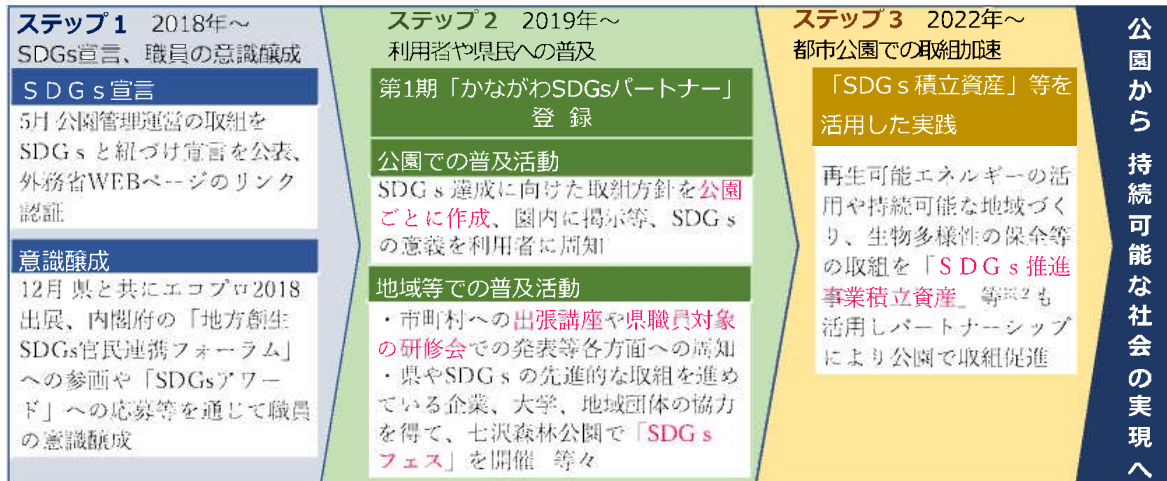 ステップ１ 2018年～
SDGs宣言、職員の意識醸成
ＳＤＧｓ宣言
5月 公園管理運営の取組を
SDGｓと紐づけ宣言を公表、
外務省WEBページのリンク
認証
意識醸成
12月 県と共にエコプロ2018
出展、内閣府の「地方創生
SDGs官民連携フォーラム」
への参画や「SDGsアワー
ド」への応募等を通じて職員
の意識醸成
ステップ２ 2019年～
利用者や県民への普及
第1期「かながわSDGsパートナー」
登 録
公園での普及活動
SDGｓ達成に向けた取組方針を公園
ごとに作成、園内に掲示等、SDGｓ
の意義を利用者に周知
地域等での普及活動
・市町村への出張講座や県職員対象
の研修会での発表等各方面への周知
・県やSDGｓの先進的な取組を進め
ている企業、大学、地域団体の協力
を得て、七沢森林公園で「SDGｓ
フェス」を開催 等々
ステップ３ 2022年～
都市公園での取組加速
「SDGｓ積立資産」等を
活用した実践
再生可能エネルギーの活
用や持続可能な地域づく
り、生物多様性の保全等
の取組を「ＳＤＧｓ推進
事業積立資産」等※2も
活用しパートナーシップ
により公園で取組促進
公園から 持続可能な社会の実現へ